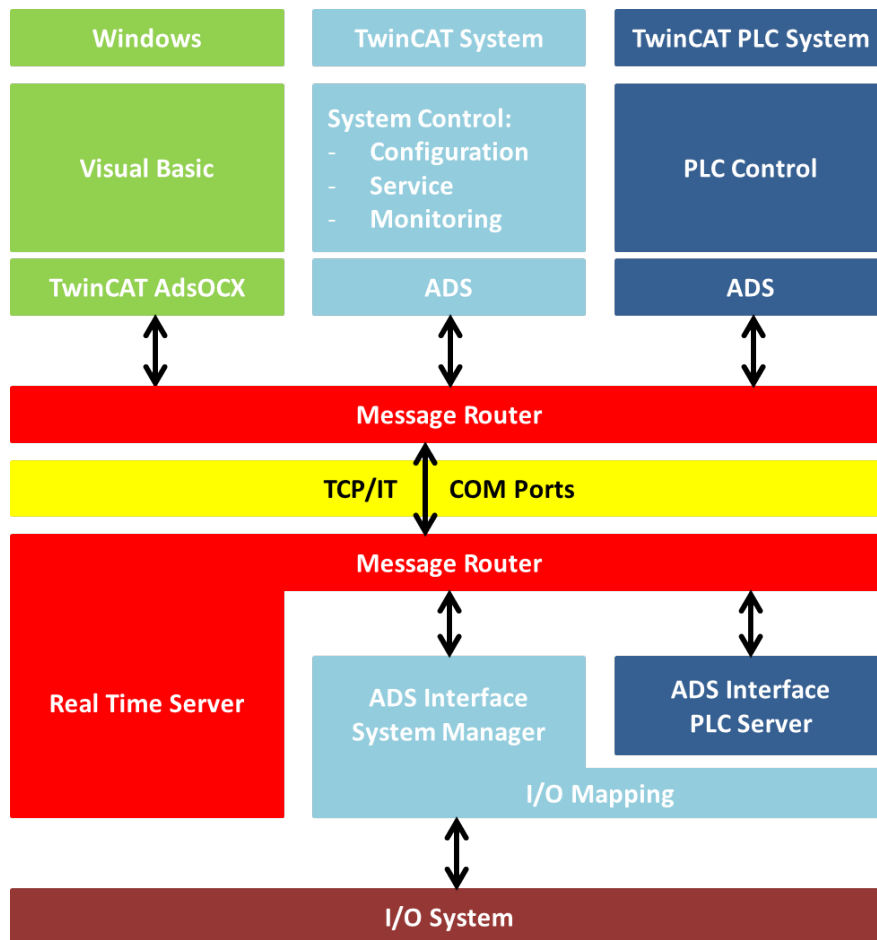 Windows
TwinCAT System
TwinCAT PLC System
Visual Basic
System Control:
- Configuration
- Service
- Monitoring
PLC Control
TwinCAT AdsOCX
ADS
ADS
Message Router
TCP/IT
COM Ports
Message Router
Real Time Server
ADS Interface
System Manager
ADS Interface
PLC Server
I/O Mapping
I/O System